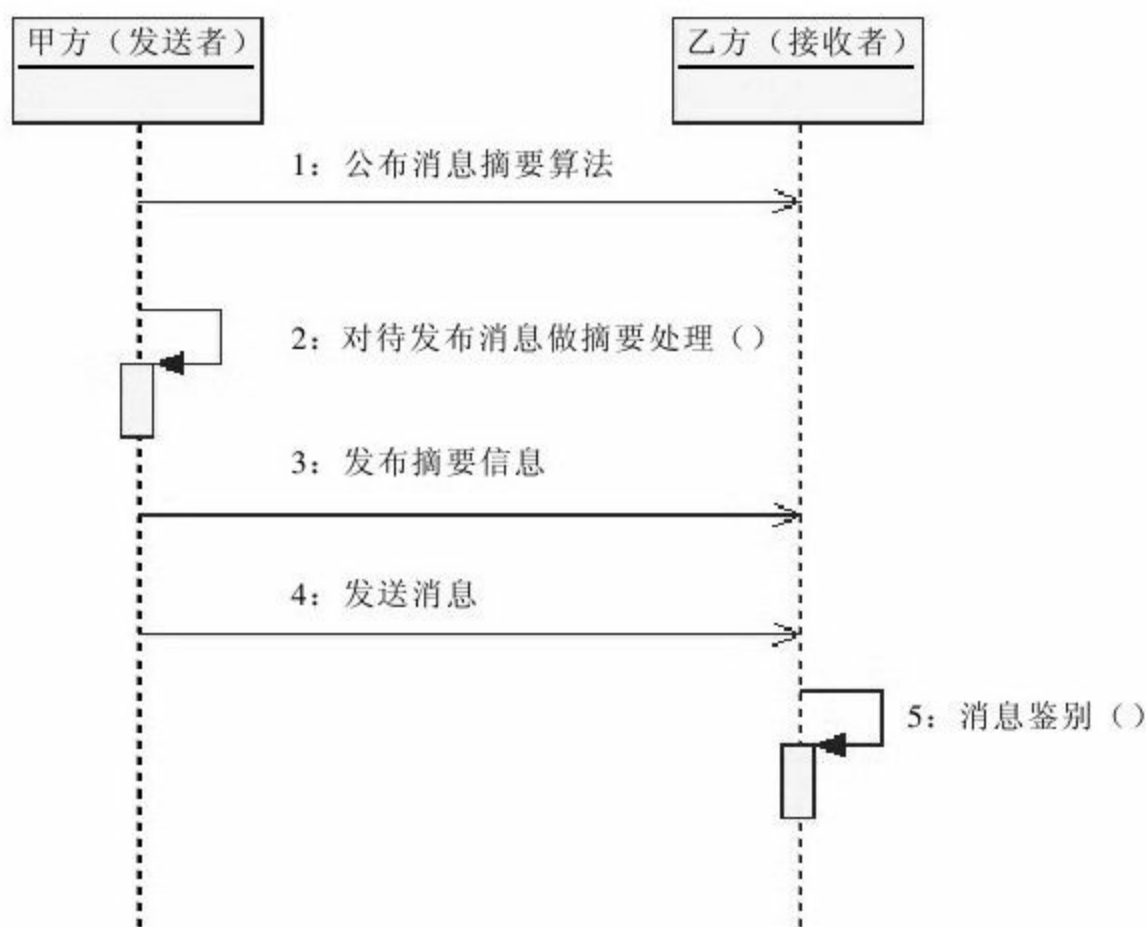 甲方（发送者）
乙方（接收者）
1：公布消息摘要算法
2：对待发布消息做摘要处理（）
3：发布摘要信息
4：发送消息
5：消息鉴别（）